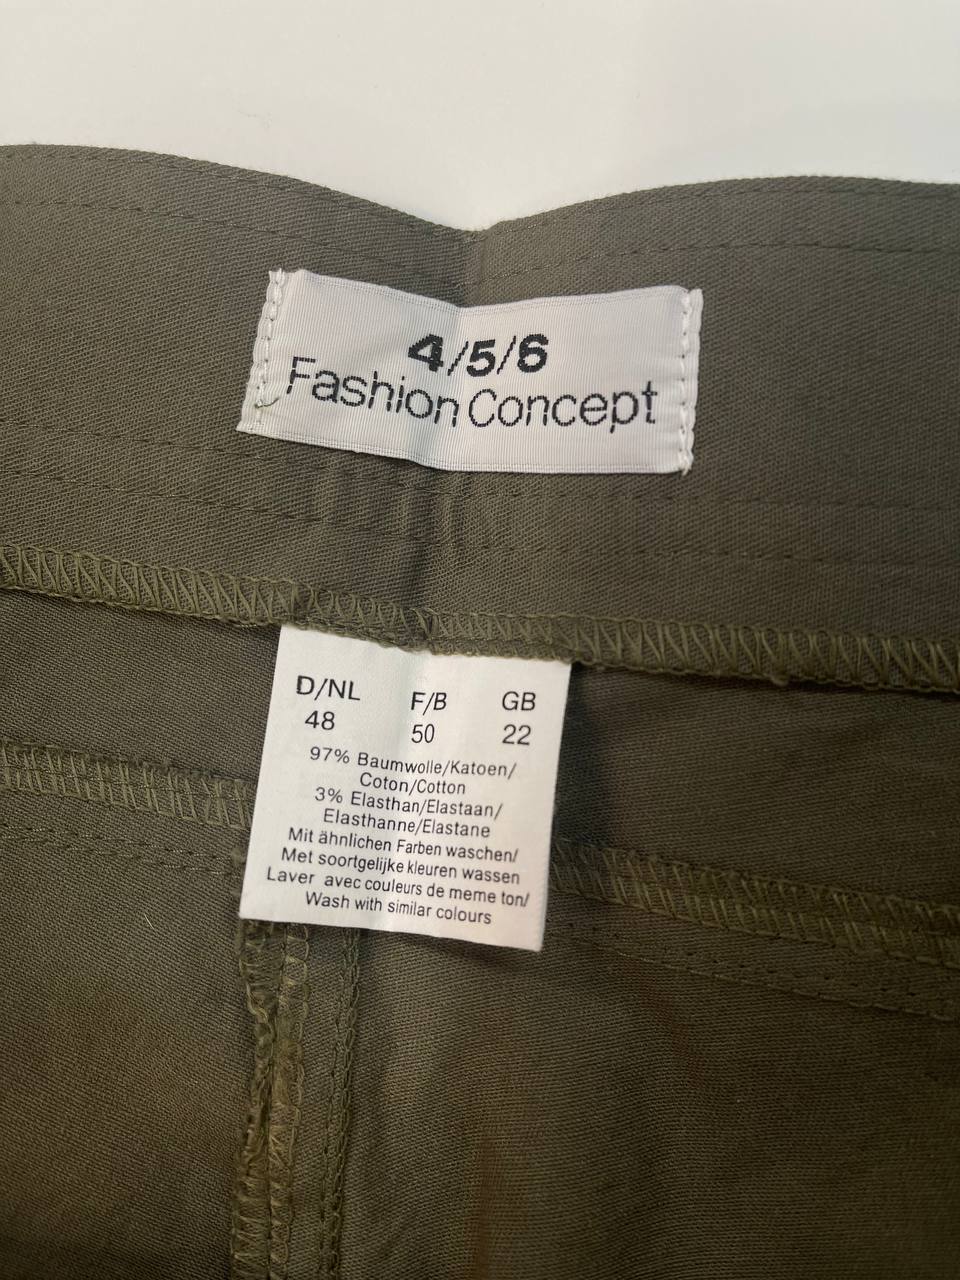 4/5/6
Fashion Concept
D/NL F/B GB
48 50 22
97% Baumwolle/Katoen/
Coton/Cotton
3% Elasthan/Elastaan/
Elasthanne/Elastane
Mit ähnlichen Farben waschen/
Met soortgelijke kleuren wassen
Laver avec couleurs de meme ton/
Wash with similar colours